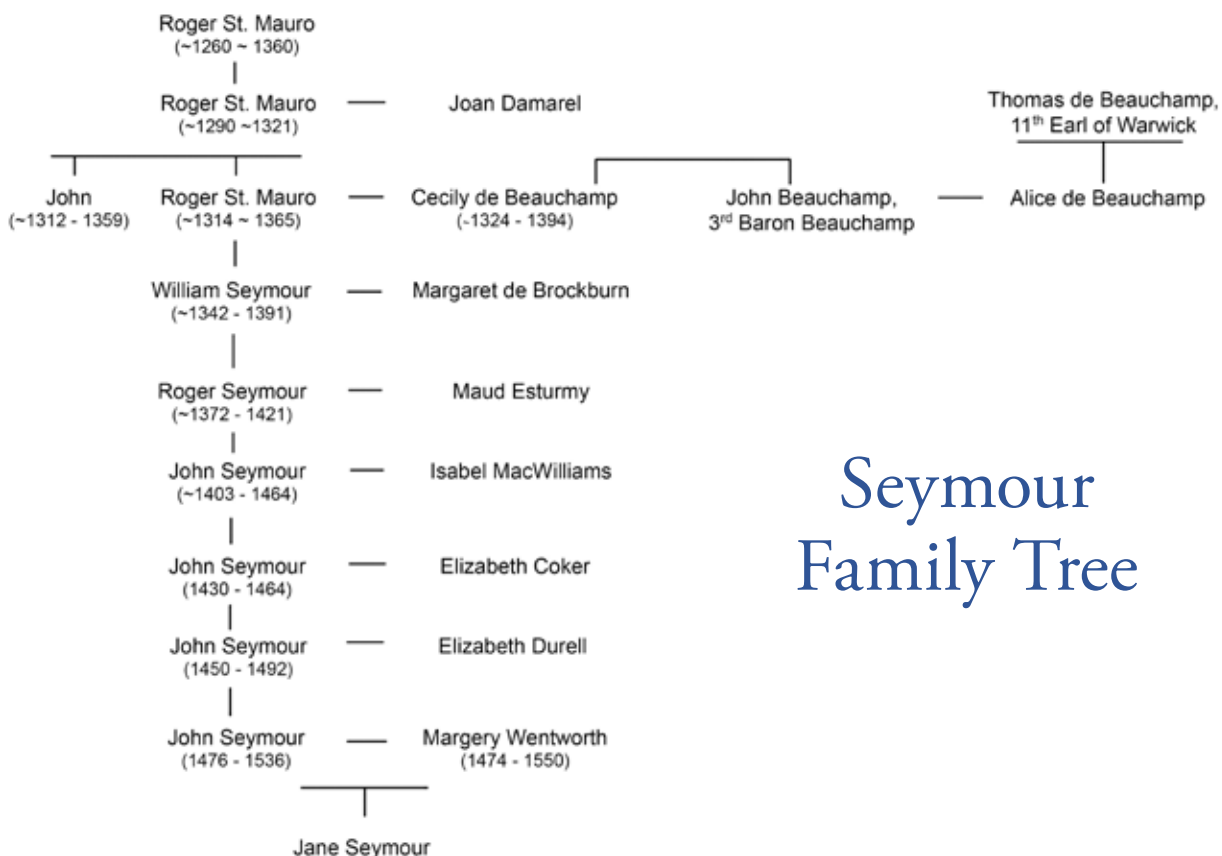 Roger St. Mauro
(~1260 ~ 1360)
Roger St. Mauro
(~1290 ~1321)
Joan Damarel
Thomas de Beauchamp,
11th Earl of Warwick
John
(~1312 - 1359)
Roger St. Mauro
(~1314 ~ 1365)
Cecily de Beauchamp
(-1324 - 1394)
John Beauchamp,
3rd Baron Beauchamp
Alice de Beauchamp
William Seymour
(~1342 - 1391)
Margaret de Brockburn
Roger Seymour
(~1372 - 1421)
Maud Esturmy
John Seymour
(~1403 - 1464)
Isabel MacWilliams
Seymour
Family Tree
John Seymour
(1430 - 1464)
Elizabeth Coker
John Seymour
(1450 - 1492)
Elizabeth Durell
John Seymour
(1476 - 1536)
Margery Wentworth
(1474 - 1550)
Jane Seymour